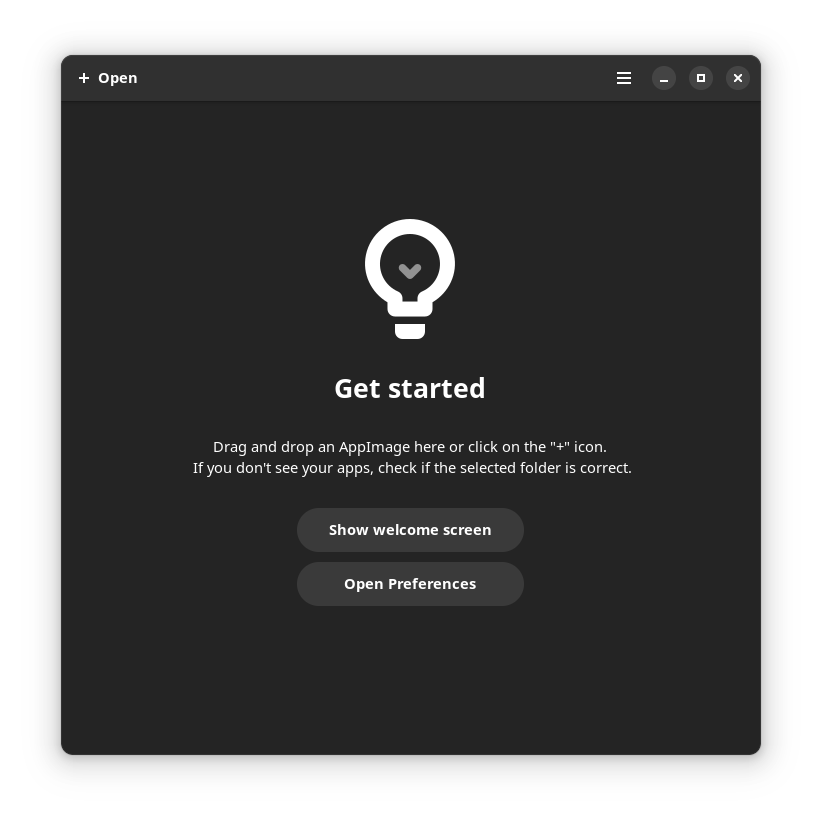 + Open
Get started
Drag and drop an AppImage here or click on the "+" icon.
If you don't see your apps, check if the selected folder is correct.
Show welcome screen
Open Preferences